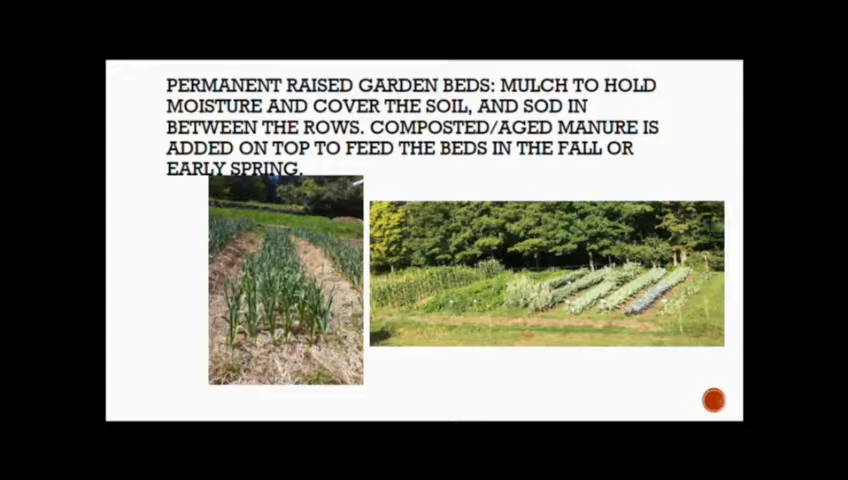 PERMANENT RAISED GARDEN BEDS: MULCH TO HOLD
MOISTURE AND COVER THE SOIL, AND SOD IN
BETWEEN THE ROWS. COMPOSTED/AGED MANURE IS
ADDED ON TOP TO FEED THE BEDS IN THE FALL OR
EARLY SPRING.